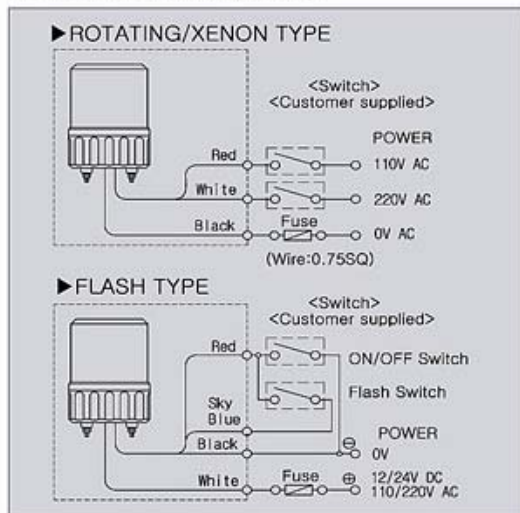 ▶ROTATING/XENON TYPE
<Switch>
<Customer supplied>
POWER
Red
110V AC
White
220V AC
Black
Fuse
0V AC
(Wire:0.75SQ)
▶FLASH TYPE
<Switch>
<Customer supplied>
Red
ON/OFF Switch
Flash Switch
Sky
Blue
Black
⊖
POWER
0V
White
Fuse
⊕
12/24V DC
110/220V AC